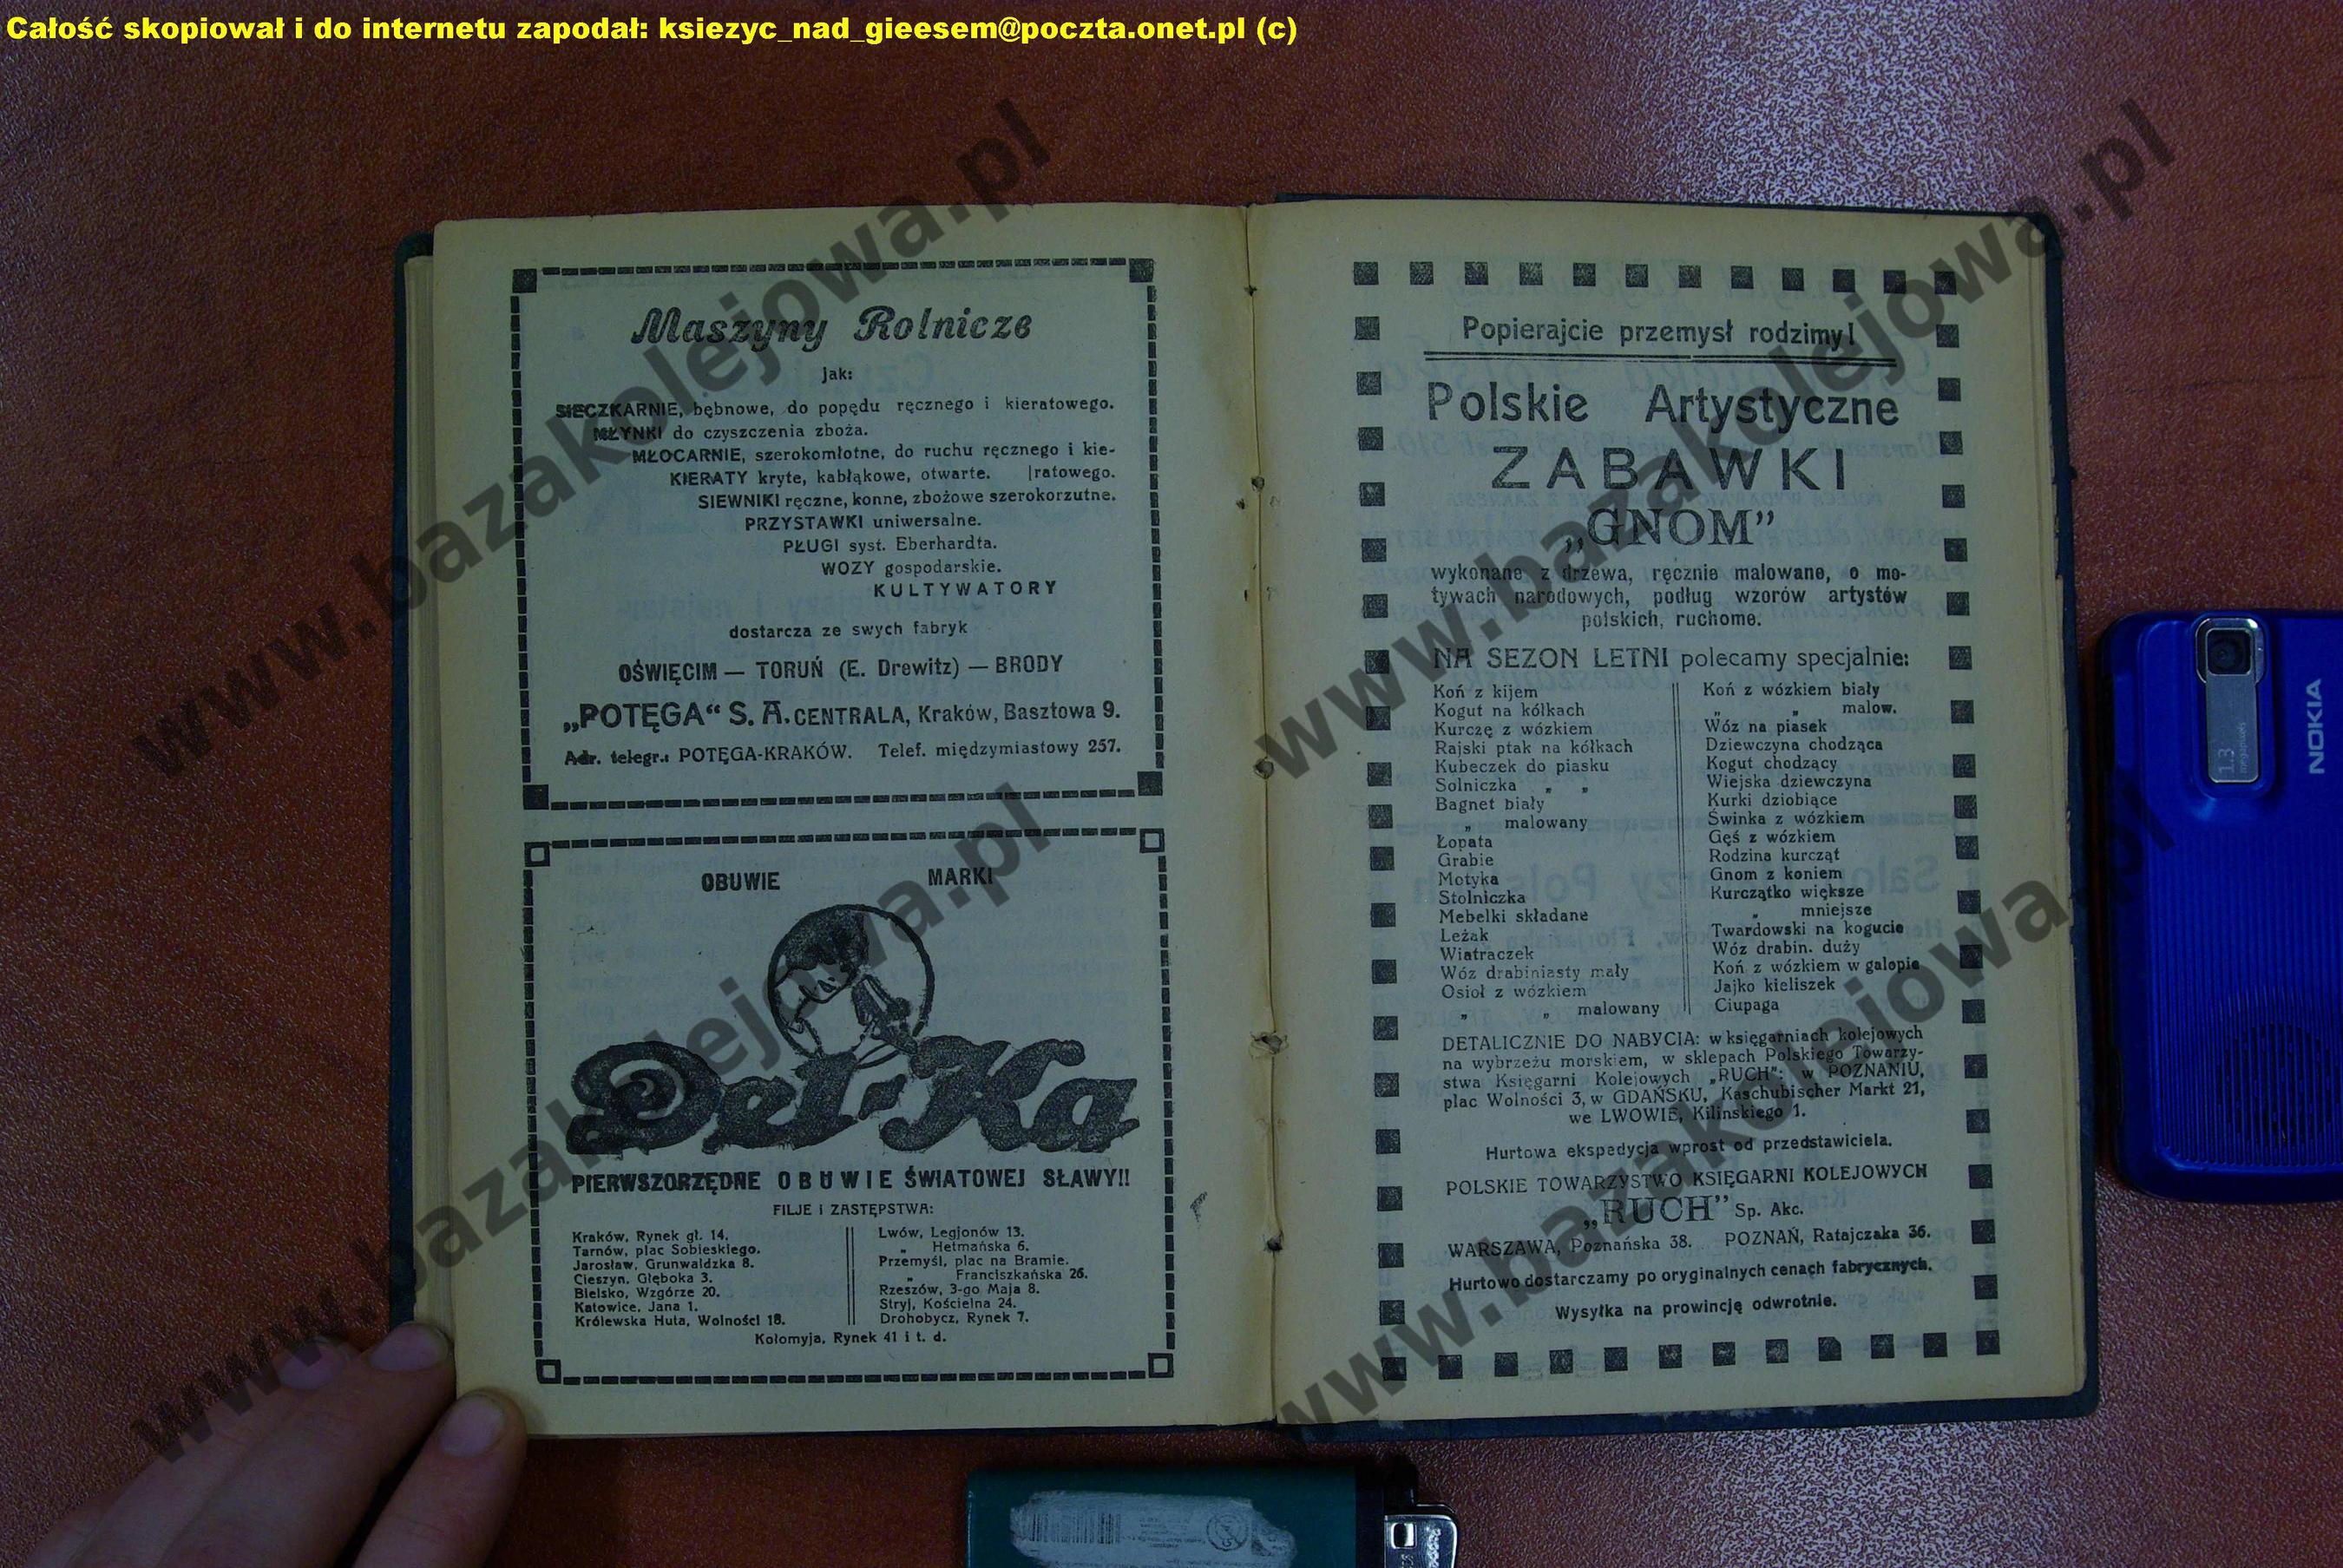 Całość skopiował i do internetu zapodał: ksiezyc_nad_gieesem@poczta.onet.pl (c)
Maszyny Rolnicze
jak:
SIECZKARNIE, bębnowe, do popędu ręcznego i kieratowego.
MŁYNKI do czyszczenia zboża.
MŁOCARNIE, szerokomłotne, do ruchu ręcznego i kie-
KIERATY kryte, kabłąkowe, otwarte. |ratowego.
SIEWNIKI ręczne, konne, zbożowe szerokorzutne.
PRZYSTAWKI uniwersalne.
PŁUGI syst. Eberhardta.
WOZY gospodarskie.
KULTYWATORY
dostarcza ze swych fabryk
OŚWIĘCIM — TORUŃ (E. Drewitz) — BRODY
„POTĘGA“ S. A. CENTRALA, Kraków, Basztowa 9.
Adr. telegr.: POTĘGA-KRAKÓW. Telef. międzymiastowy 257.
OBUWIE MARKI
Del-Ka
PIERWSZORZĘDNE OBUWIE ŚWIATOWEJ SŁAWY!!
FILJE I ZASTĘPSTWA:
Kraków, Rynek gł. 14.
Tarnów, plac Sobieskiego.
Jarosław, Grunwaldzka 8.
Cieszyn, Głęboka 3.
Bielsko, Wzgórze 20.
Katowice, Jana 1.
Królewska Huta, Wolności 18.
Lwów, Legjonów 13.
„ Hetmańska 6.
Przemyśl, plac na Bramie.
„ Franciszkańska 26.
Rzeszów, 3-go Maja 8.
Stryj, Kościelna 24.
Drohobycz, Rynek 7.
Kołomyja, Rynek 41 i t. d.
Popierajcie przemysł rodzimy!
Polskie Artystyczne
ZABAWKI
„GNOM”
wykonane z drzewa, ręcznie malowane, o mo-
tywach narodowych, podług wzorów artystów
polskich, ruchome.
NA SEZON LETNI polecamy specjalnie:
Koń z kijem
Kogut na kółkach
Kurczę z wózkiem
Rajski ptak na kółkach
Kubeczek do piasku
Solniczka „ „
Bagnet biały
„ malowany
Łopata
Grabie
Motyka
Stolniczka
Mebelki składane
Leżak
Wiatraczek
Wóz drabiniasty mały
Osioł z wózkiem
„ „ malowany
Koń z wózkiem biały
„ „ malow.
Wóz na piasek
Dziewczyna chodząca
Kogut chodzący
Wiejska dziewczyna
Kurki dziobiące
Świnka z wózkiem
Gęś z wózkiem
Rodzina kurcząt
Gnom z koniem
Kurczątko większe
„ mniejsze
Twardowski na kogucie
Wóz drabin. duży
Koń z wózkiem w galopie
Jajko kieliszek
Ciupaga
DETALICZNIE DO NABYCIA: w księgarniach kolejowych
na wybrzeżu morskiem, w sklepach Polskiego Towarzy-
stwa Księgarni Kolejowych „RUCH”: w POZNANIU,
plac Wolności 3, w GDAŃSKU, Kaschubischer Markt 21,
we LWOWIE, Kilińskiego 1.
Hurtowa ekspedycja wprost od przedstawiciela.
POLSKIE TOWARZYSTWO KSIĘGARNI KOLEJOWYCH
„RUCH” Sp. Akc.
WARSZAWA, Poznańska 38. POZNAŃ, Ratajczaka 36.
Hurtowo dostarczamy po oryginalnych cenach fabrycznych.
Wysyłka na prowincję odwrotnie.
NOKIA
1.3
www.bazakolejowa.pl
www.bazakolejowa.pl
www.bazakolejowa.pl
www.bazakolejowa.pl